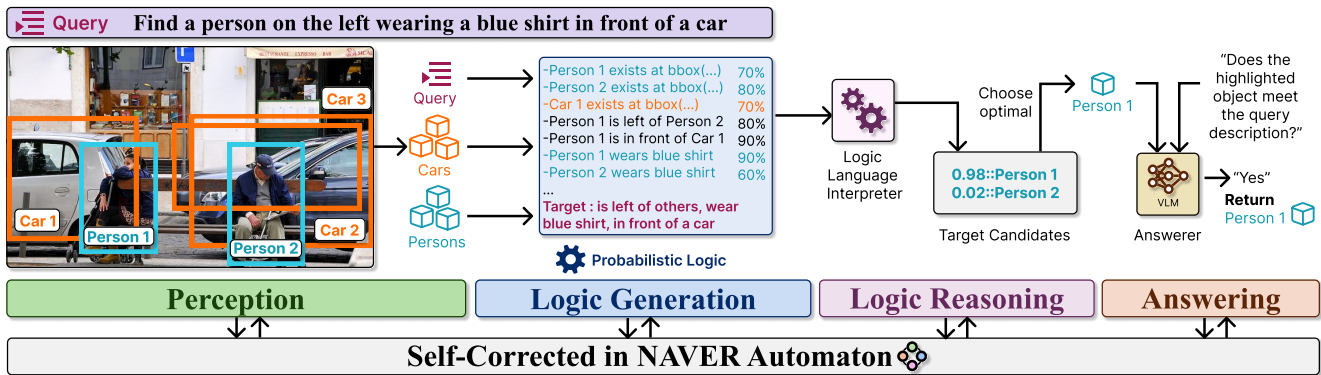 Query Find a person on the left wearing a blue shirt in front of a car
Car 3
Car 1
Person 1
Person 2
Car 2
Query
Cars
Persons
-Person 1 exists at bbox(...) 70%
-Person 2 exists at bbox(...) 80%
-Car 1 exists at bbox(...) 70%
-Person 1 is left of Person 2 80%
-Person 1 is in front of Car 1 90%
-Person 1 wears blue shirt 90%
-Person 2 wears blue shirt 60%
...
Target : is left of others, wear
blue shirt, in front of a car
Probabilistic Logic
Logic
Language
Interpreter
Choose
optimal
0.98::Person 1
0.02::Person 2
Target Candidates
Person 1
“Does the
highlighted
object meet
the query
description?”
VLM
Answerer
“Yes”
Return
Person 1
Perception
Logic Generation
Logic Reasoning
Answering
Self-Corrected in NAVER Automaton